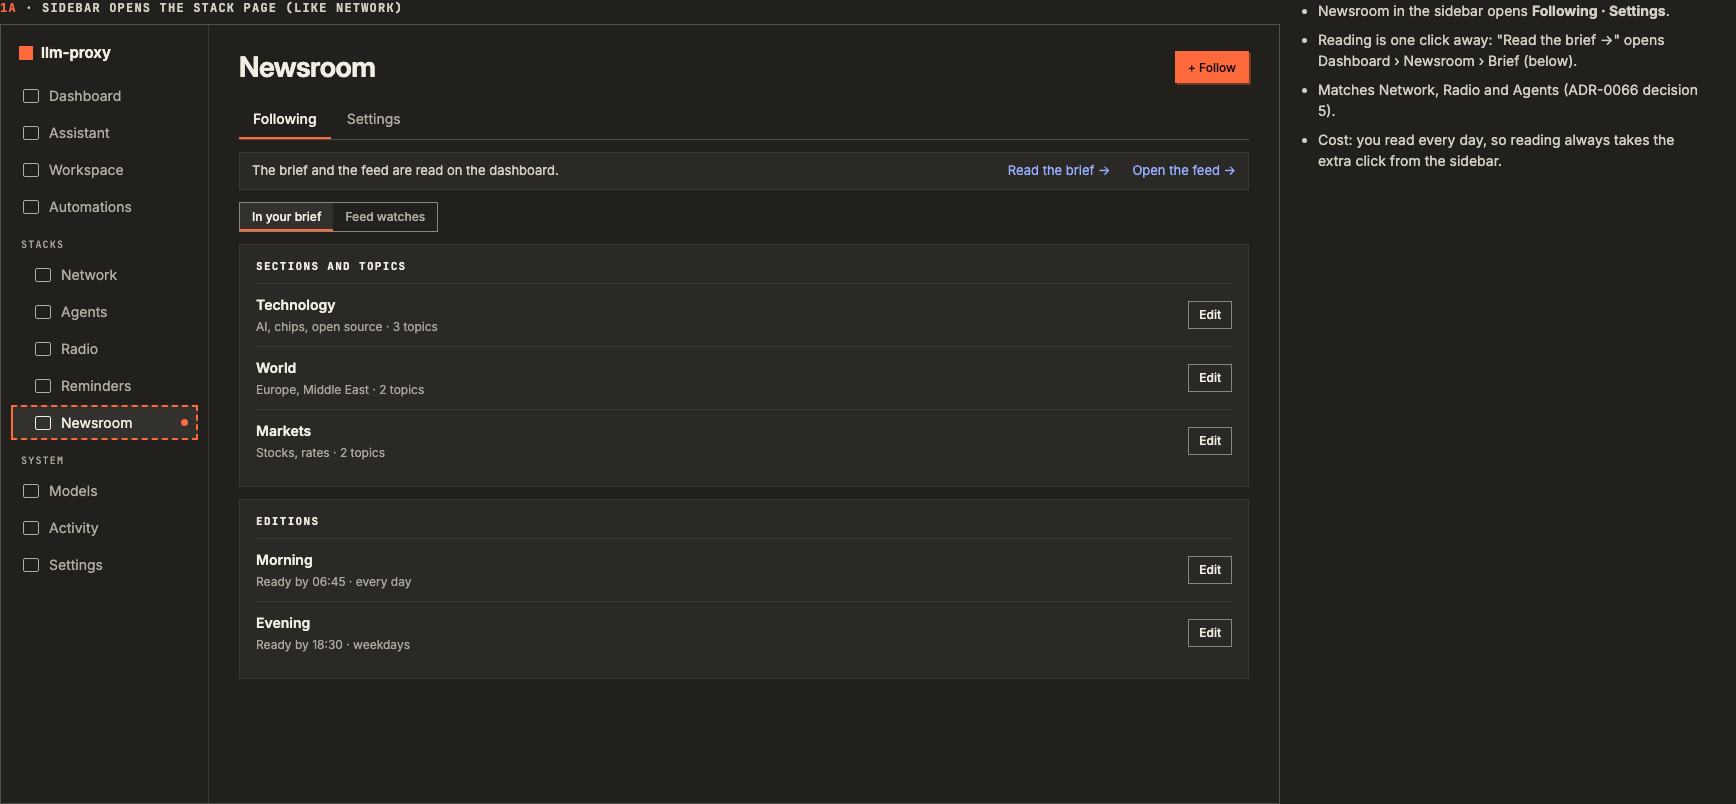 1A · SIDEBAR OPENS THE STACK PAGE (LIKE NETWORK)
llm-proxy
Dashboard
Assistant
Workspace
Automations
STACKS
Network
Agents
Radio
Reminders
Newsroom
SYSTEM
Models
Activity
Settings
Newsroom
+ Follow
Following
Settings
The brief and the feed are read on the dashboard.
Read the brief →
Open the feed →
In your brief
Feed watches
SECTIONS AND TOPICS
Technology
AI, chips, open source · 3 topics
Edit
World
Europe, Middle East · 2 topics
Edit
Markets
Stocks, rates · 2 topics
Edit
EDITIONS
Morning
Ready by 06:45 · every day
Edit
Evening
Ready by 18:30 · weekdays
Edit
• Newsroom in the sidebar opens Following · Settings.
• Reading is one click away: "Read the brief →" opens
Dashboard › Newsroom › Brief (below).
• Matches Network, Radio and Agents (ADR-0066 decision
5).
• Cost: you read every day, so reading always takes the
extra click from the sidebar.